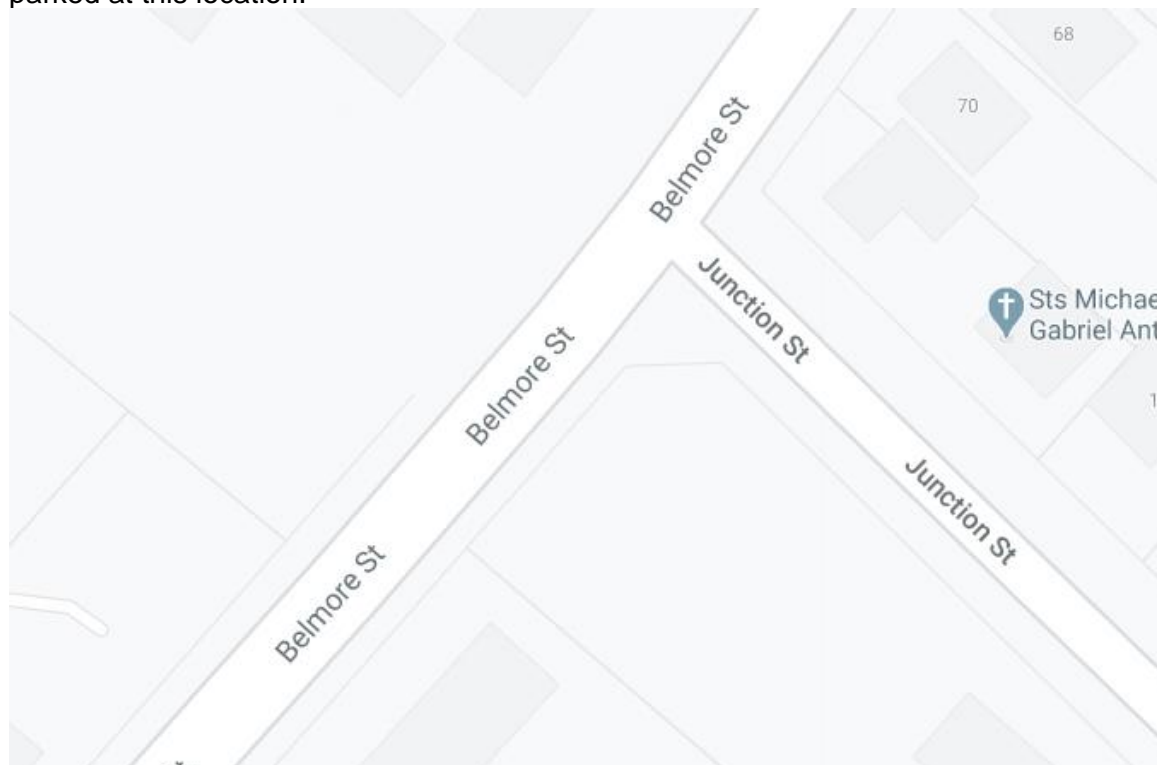 parked at this location.
68
70
Belmore St
Junction St
Sts Michae
Gabriel Ant
Belmore St
1
Junction St
Belmore St